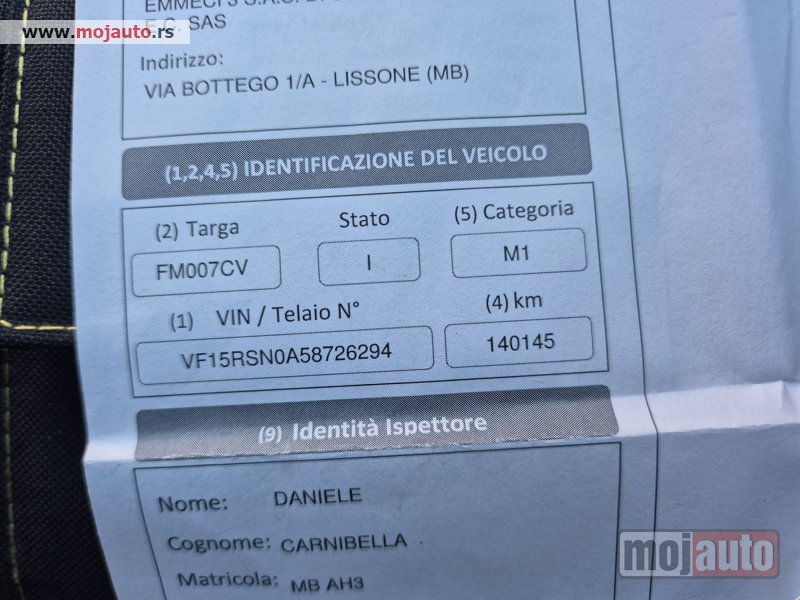 www.mojauto.rs
E.C. SAS
Indirizzo:
VIA BOTTEGO 1/A - LISSONE (MB)
(1,2,4,5) IDENTIFICAZIONE DEL VEICOLO
(2) Targa Stato (5) Categoria
FM007CV I M1
(1) VIN / Telaio N° (4) km
VF15RSN0A58726294 140145
(9) Identità Ispettore
Nome: DANIELE
Cognome: CARNIBELLA
Matricola: MB AH3
mojauto